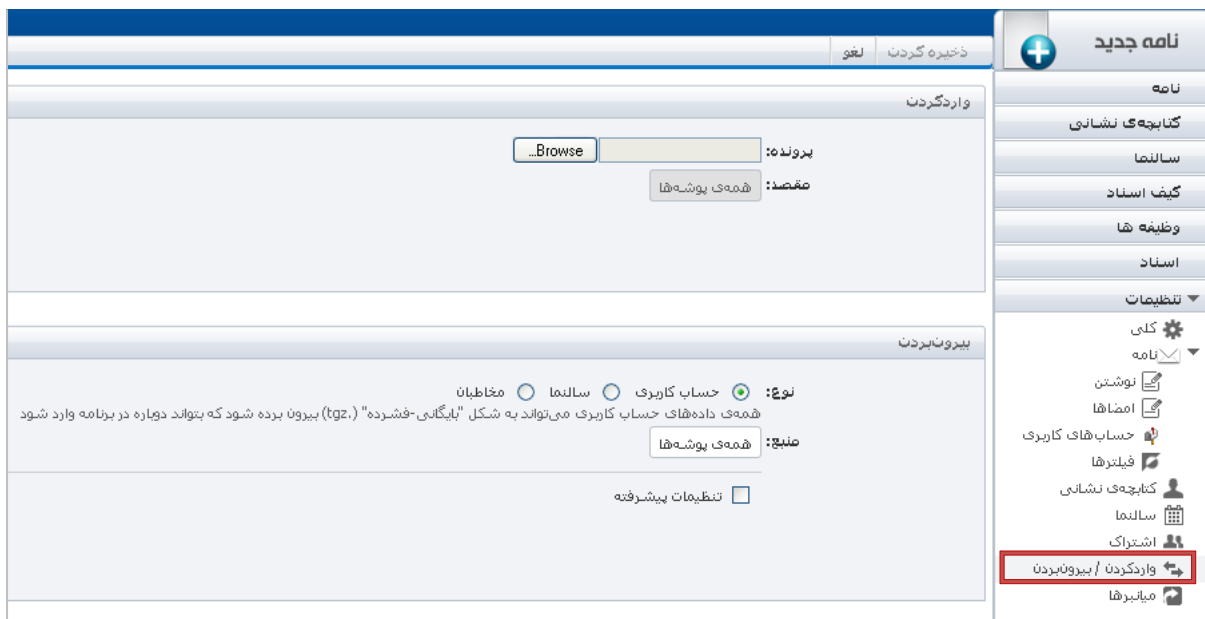 نامه جدید
نامه
کتابچه‌ی نشانی
سالنما
کیف اسناد
وظیفه ها
اسناد
تنظیمات
کلی
نامه
نوشتن
امضاها
حساب‌های کاربری
فیلترها
کتابچه‌ی نشانی
سالنما
اشتراک
واردکردن / بیرون‌بردن
میانبرها
ذخیره کردن لغو
واردکردن
پرونده: Browse...
مقصد: همه‌ی پوشه‌ها
بیرون‌بردن
نوع: حساب کاربری سالنما مخاطبان
همه‌ی داده‌های حساب کاربری می‌تواند به شکل "بایگانی-فشرده" (.tgz) بیرون برده شود که بتواند دوباره در برنامه وارد شود
منبع: همه‌ی پوشه‌ها
تنظیمات پیشرفته